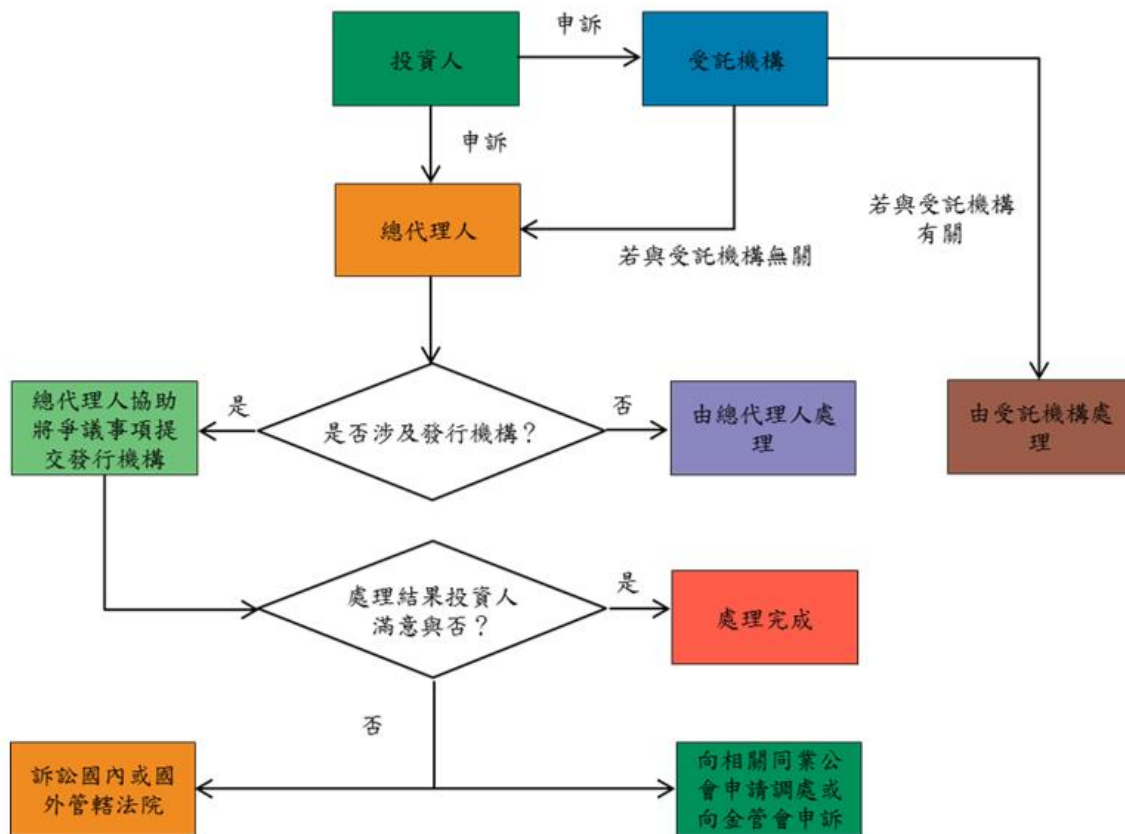 申訴
投資人
受託機構
申訴
總代理人
若與受託機構
有關
若與受託機構無關
總代理人協助
將爭議事項提
交發行機構
是
是否涉及發行機構？
否
由總代理人處
理
由受託機構處
理
處理結果投資人
滿意與否？
是
處理完成
否
訴訟國內或國
外管轄法院
向相關同業公
會申請調處或
向金管會申訴